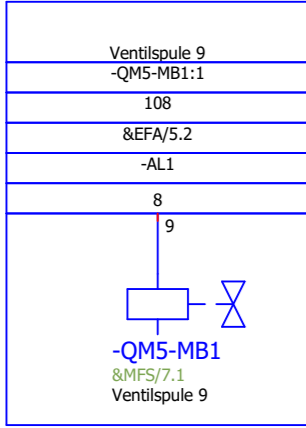 Ventilspule 9
-QM5-MB1:1
108
&EFA/5.2
-AL1
8
9
-QM5-MB1
&MFS/7.1
Ventilspule 9